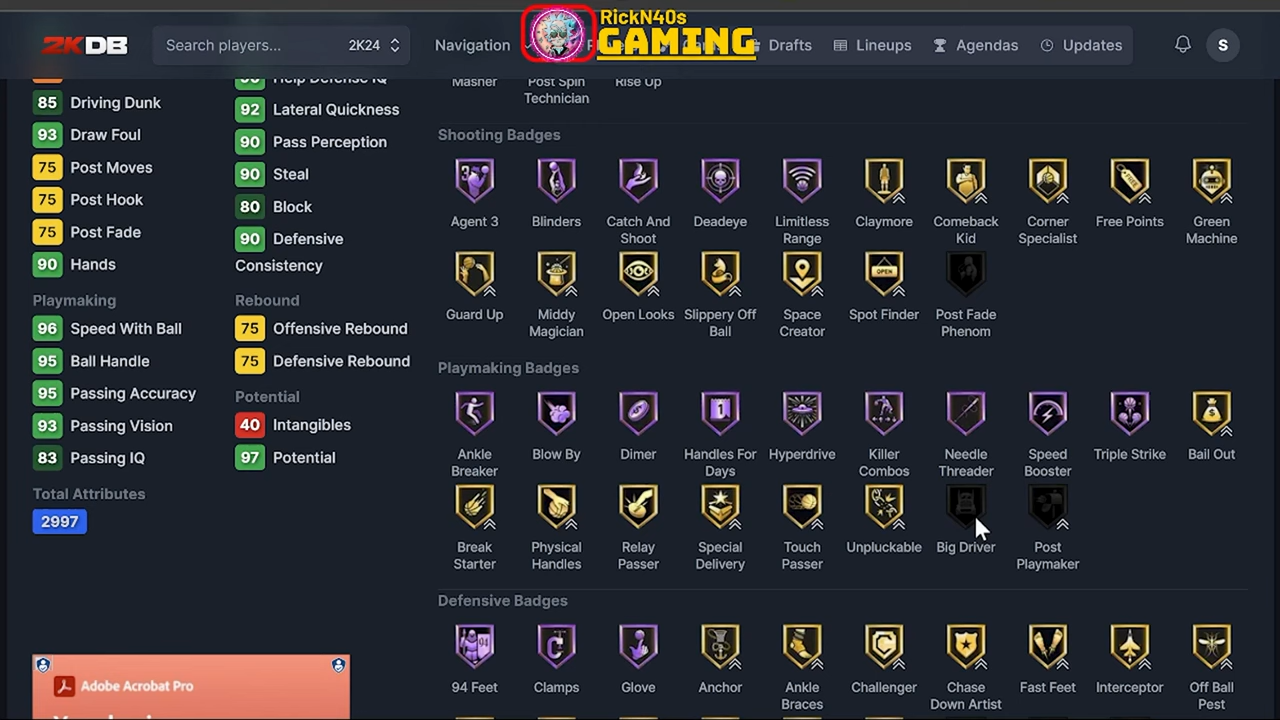 RickN40s
GAMING
2KDB
Search players...
2K24
Navigation
Drafts
Lineups
Agendas
Updates
S
Help Defense IQ
85 Driving Dunk
93 Draw Foul
75 Post Moves
75 Post Hook
75 Post Fade
90 Hands
Playmaking
96 Speed With Ball
95 Ball Handle
95 Passing Accuracy
93 Passing Vision
83 Passing IQ
Total Attributes
2997
92 Lateral Quickness
90 Pass Perception
90 Steal
80 Block
90 Defensive
Consistency
Rebound
75 Offensive Rebound
75 Defensive Rebound
Potential
40 Intangibles
97 Potential
Masher
Post Spin
Technician
Rise Up
Shooting Badges
Agent 3
Blinders
Catch And
Shoot
Deadeye
Limitless
Range
Claymore
Comeback
Kid
Corner
Specialist
Free Points
Green
Machine
Guard Up
Middy
Magician
Open Looks
Slippery Off
Ball
Space
Creator
OPEN
Spot Finder
Post Fade
Phenom
Playmaking Badges
Ankle
Breaker
Blow By
Dimer
1
Handles For
Days
Hyperdrive
Killer
Combos
Needle
Threader
Speed
Booster
Triple Strike
Bail Out
Break
Starter
Physical
Handles
Relay
Passer
Special
Delivery
Touch
Passer
Unpluckable
Big Driver
Post
Playmaker
Defensive Badges
94
94 Feet
Clamps
Glove
Anchor
Ankle
Braces
Challenger
Chase
Down Artist
Fast Feet
Interceptor
Off Ball
Pest
Adobe Acrobat Pro